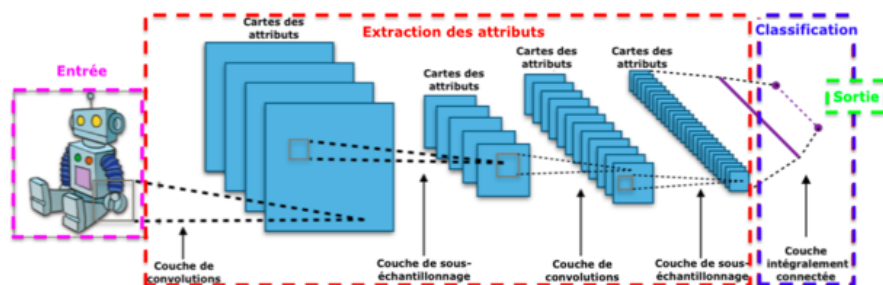 Extraction des attributs
Classification
Entrée
Sortie
Cartes des
attributs
Cartes des
attributs
Cartes des
attributs
Cartes des
attributs
Couche de
convolutions
Couche de sous-
échantillonnage
Couche de
convolutions
Couche de sous-
échantillonnage
Couche
intégralement
connectée